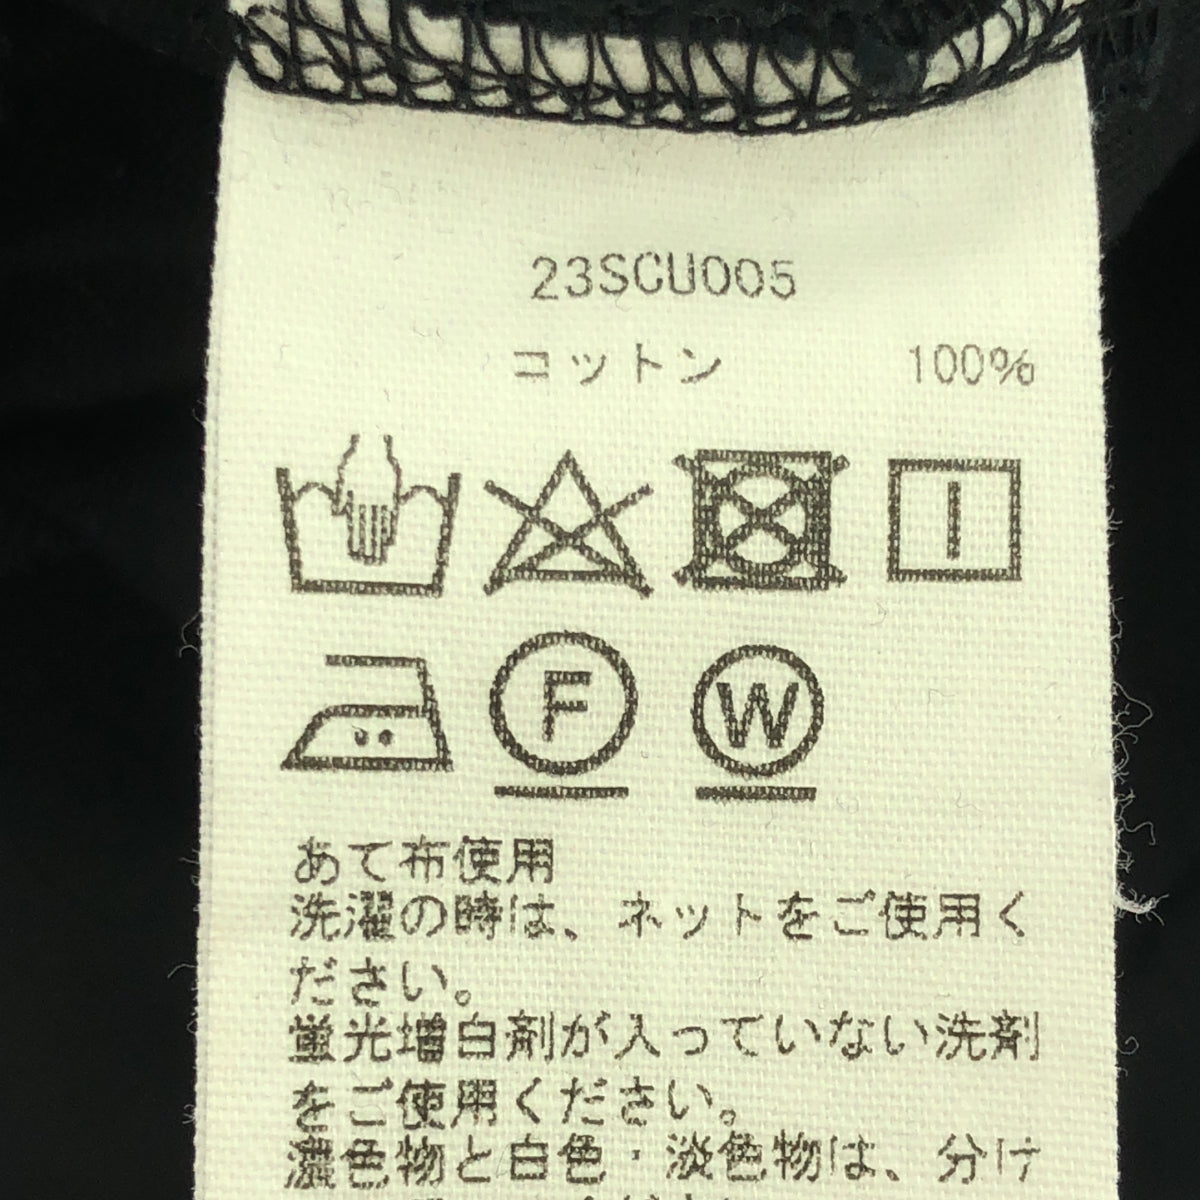 23SCU005
コットン 100%
F W
あて布使用
洗濯の時は、ネットをご使用く
ださい。
蛍光増白剤が入っていない洗剤
をご使用ください。
濃色物と白色・淡色物は、分け